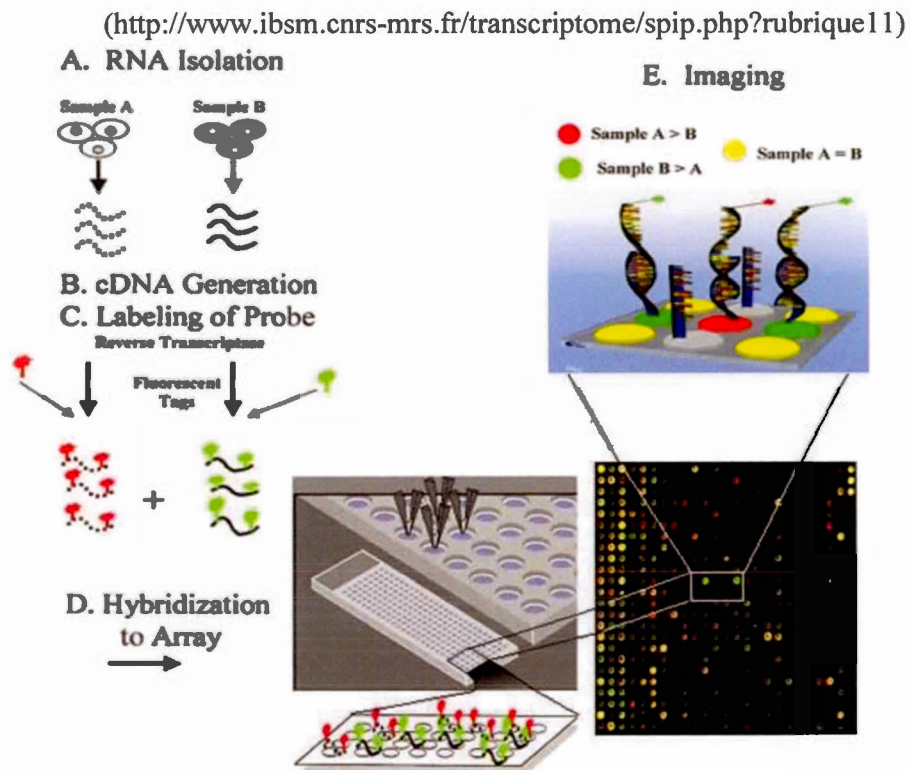 (http://www.ibsm.cnrs-mrs.fr/transcriptome/spip.php?rubrique11)
A. RNA Isolation
Sample A
Sample B
B. cDNA Generation
C. Labeling of Probe
Reverse Transcriptase
Fluorescent
Tags
+
D. Hybridization
to Array
E. Imaging
Sample A > B
Sample B > A
Sample A = B